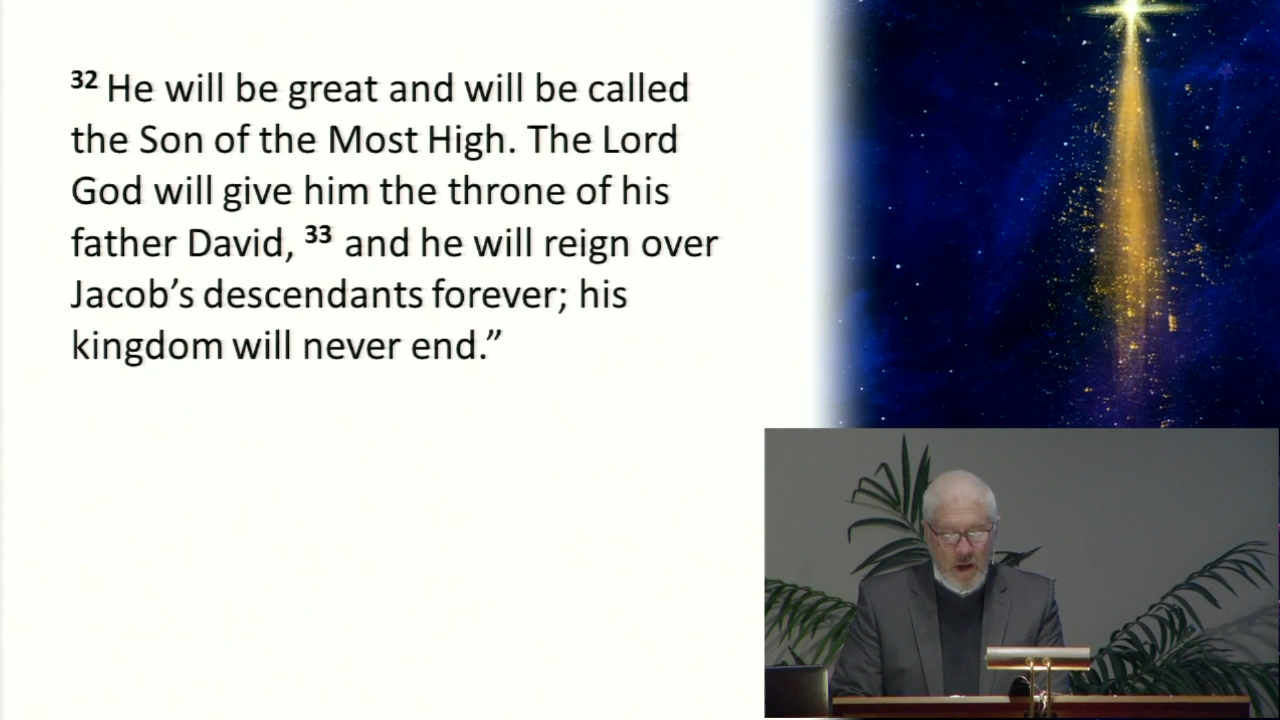 32 He will be great and will be called
the Son of the Most High. The Lord
God will give him the throne of his
father David, 33 and he will reign over
Jacob’s descendants forever; his
kingdom will never end.”